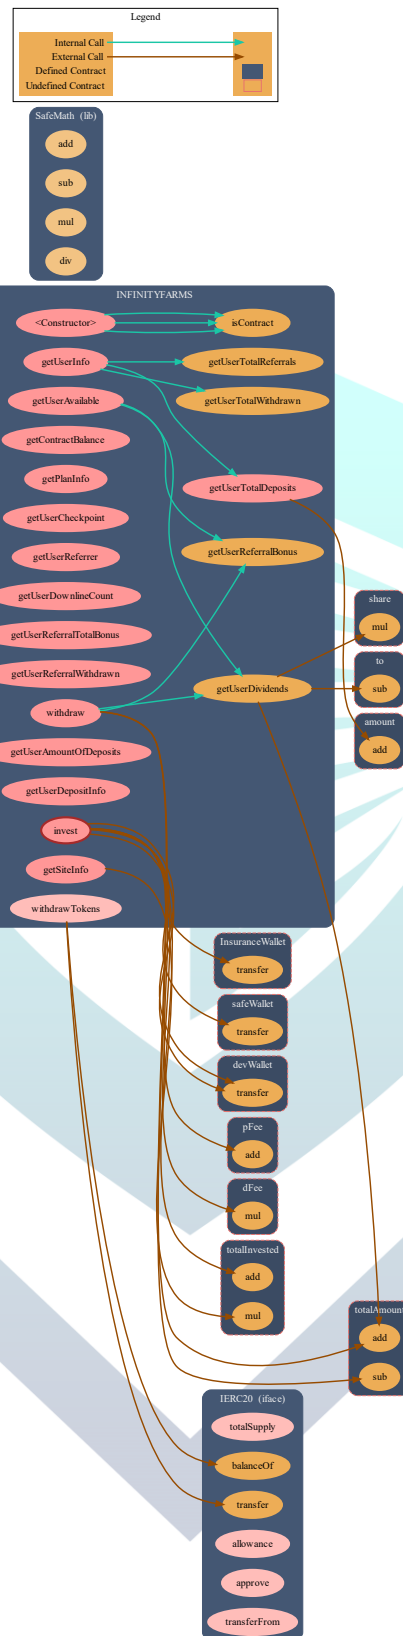 Legend
Internal Call
External Call
Defined Contract
Undefined Contract
SafeMath (lib)
add
sub
mul
div
INFINITYFARMS
<Constructor>
isContract
getUserInfo
getUserTotalReferrals
getUserAvailable
getUserTotalWithdrawn
getContractBalance
getPlanInfo
getUserTotalDeposits
getUserCheckpoint
getUserReferrer
getUserReferralBonus
getUserDownlineCount
getUserReferralTotalBonus
getUserReferralWithdrawn
getUserDividends
withdraw
getUserAmountOfDeposits
getUserDepositInfo
invest
getSiteInfo
withdrawTokens
share
mul
to
sub
amount
add
InsuranceWallet
transfer
safeWallet
transfer
devWallet
transfer
pFee
add
dFee
mul
totalInvested
add
mul
totalAmount
add
sub
IERC20 (iface)
totalSupply
balanceOf
transfer
allowance
approve
transferFrom